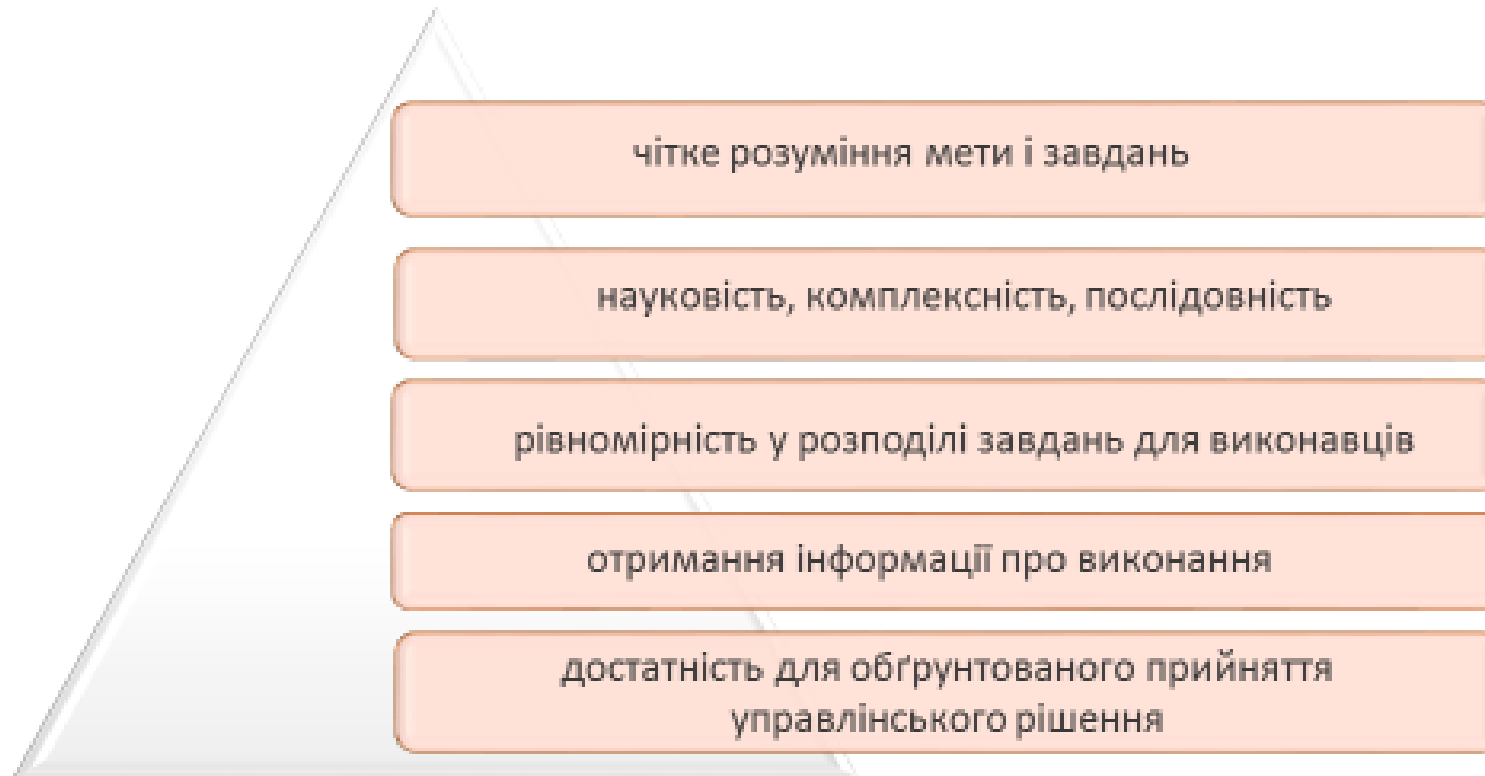 чітке розуміння мети і завдань
науковість, комплексність, послідовність
рівномірність у розподілі завдань для виконавців
отримання інформації про виконання
достатність для обґрунтованого прийняття
управлінського рішення